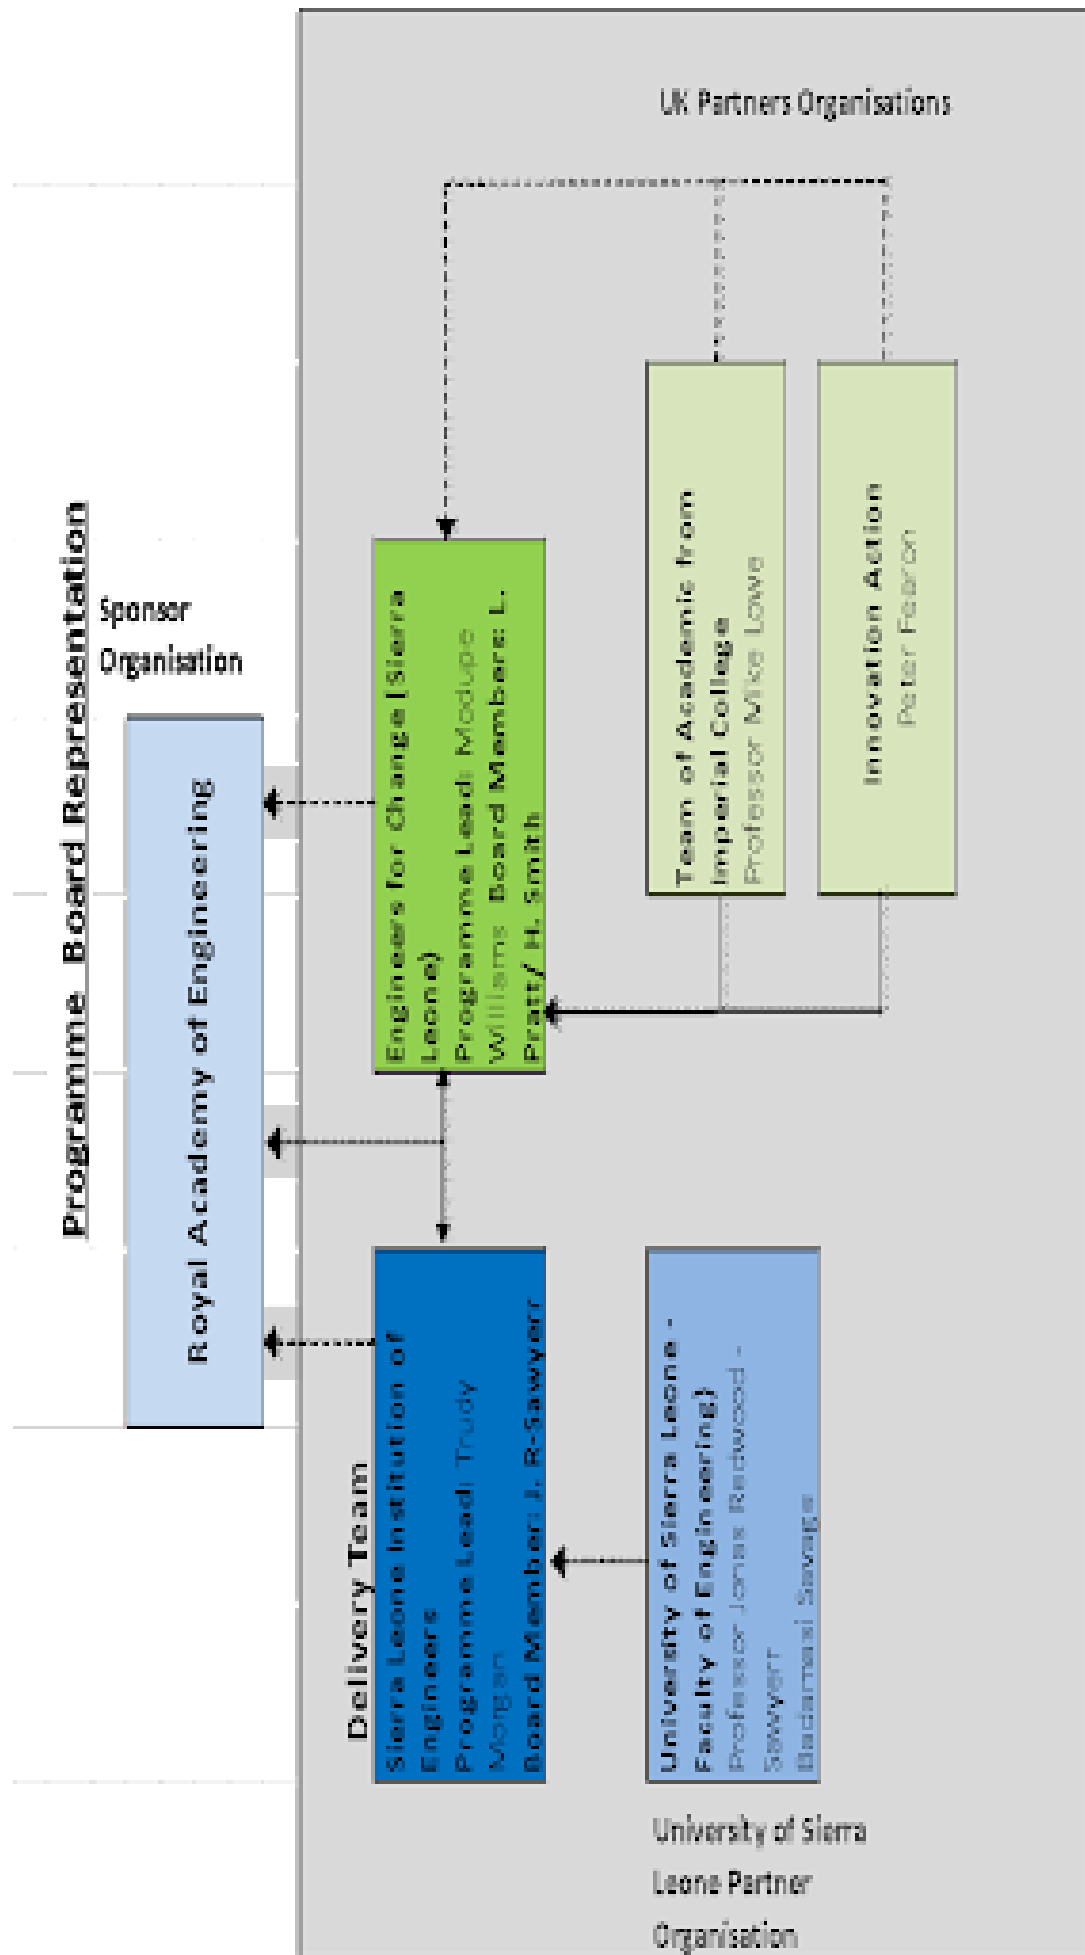 Programme Board Representation
Sponsor
Organisation
Royal Academy of Engineering
Delivery Team
Sierra Leone Institution of
Engineers
Programme Lead: Trudy
Morgan
Board Member: J. R-Sawyerr
Engineers for Change (Sierra
Leone)
Programme Lead: Modupe
Williams Board Members: L.
Pratt/ H. Smith
University of Sierra Leone -
Faculty of Engineering)
Professor Jonas Redwood -
Sawyerr
Badamasi Savage
Team of Academic from
Imperial College
Professor Mike Lowe
Innovation Action
Peter Fearon
University of Sierra
Leone Partner
Organisation
UK Partners Organisations